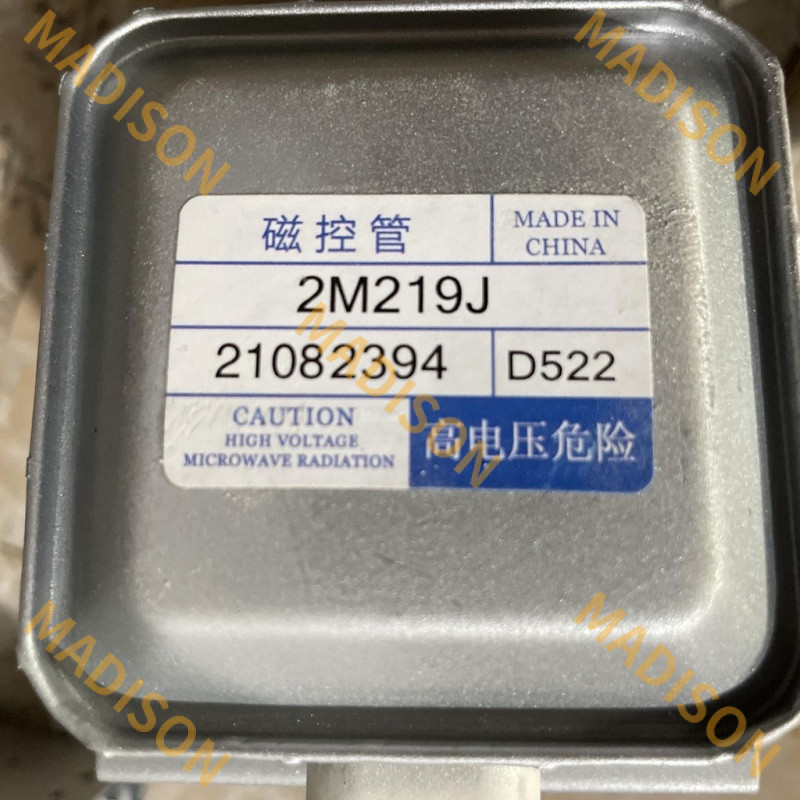 MADISON
MADISON
磁控管
MADE IN
CHINA
2M219J
MADISON
21082394
D522
CAUTION
HIGH VOLTAGE
MICROWAVE RADIATION
高电压危险
MADISON
MADISON